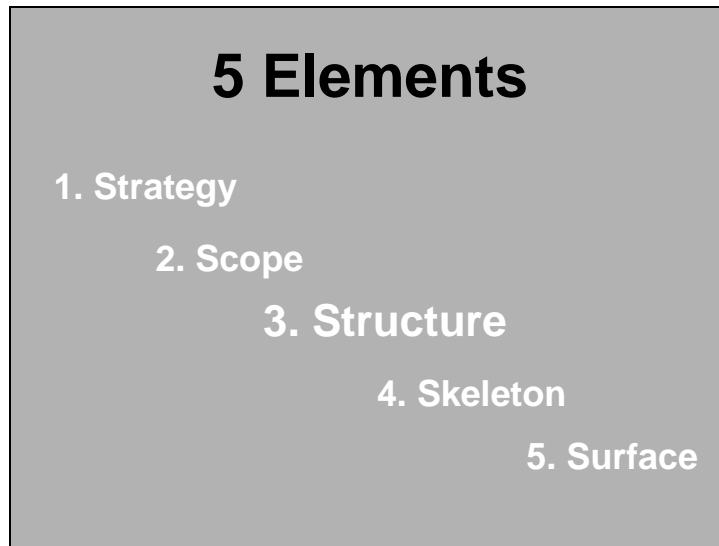 5 Elements
1. Strategy
2. Scope
3. Structure
4. Skeleton
5. Surface